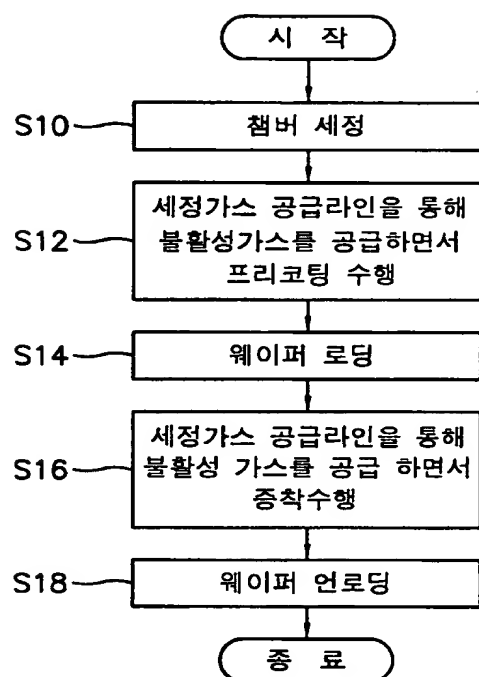 시 작
S10
챔버 세정
S12
세정가스 공급라인을 통해
불활성가스를 공급하면서
프리코팅 수행
S14
웨이퍼 로딩
S16
세정가스 공급라인을 통해
불활성 가스를 공급 하면서
증착수행
S18
웨이퍼 언로딩
종 료